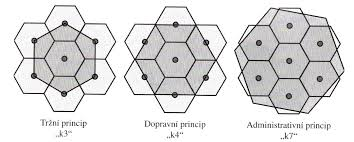 Tržní princip
„k3“
Dopravní princip
„k4“
Administrativní princip
„k7“